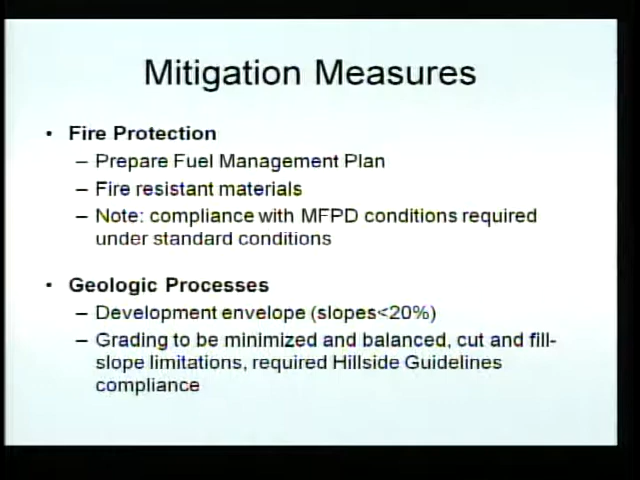 Mitigation Measures
• Fire Protection
– Prepare Fuel Management Plan
– Fire resistant materials
– Note: compliance with MFPD conditions required
under standard conditions
• Geologic Processes
– Development envelope (slopes<20%)
– Grading to be minimized and balanced, cut and fill-
slope limitations, required Hillside Guidelines
compliance